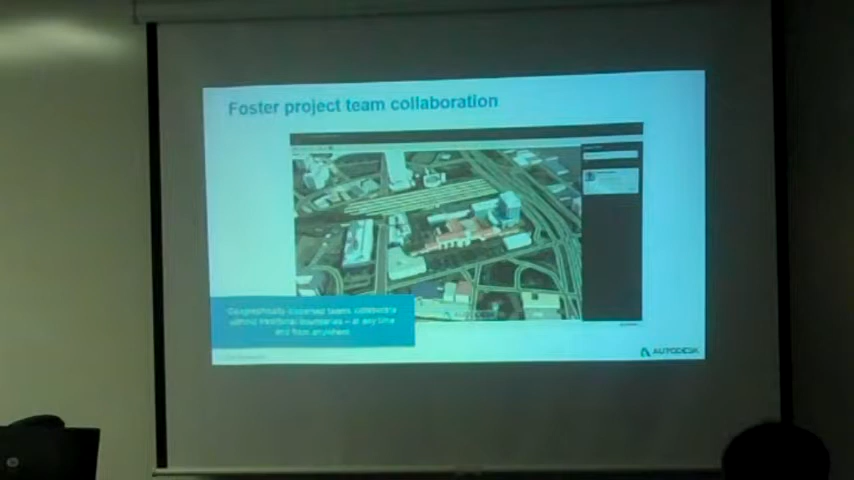 Foster project team collaboration
Geographically dispersed teams collaborate
without traditional boundaries – at any time
and from anywhere
AUTODESK